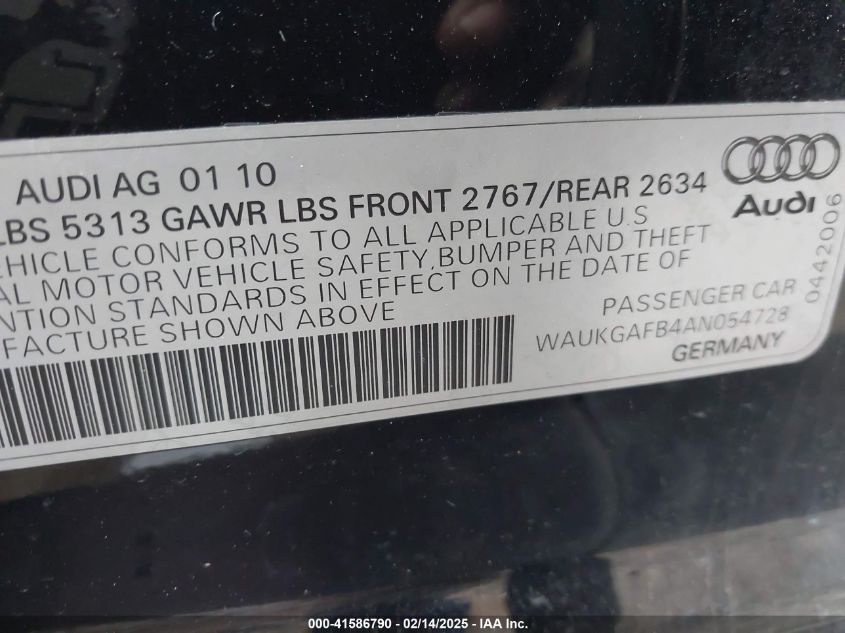 AUDI AG 01 10
LBS 5313 GAWR LBS FRONT 2767/REAR 2634
HICLE CONFORMS TO ALL APPLICABLE U.S
AL MOTOR VEHICLE SAFETY, BUMPER AND THEFT
NTION STANDARDS IN EFFECT ON THE DATE OF
FACTURE SHOWN ABOVE
Audi
PASSENGER CAR
WAUKGAFB4AN054728
GERMANY
0442006
000-41586790 - 02/14/2025 - IAA Inc.